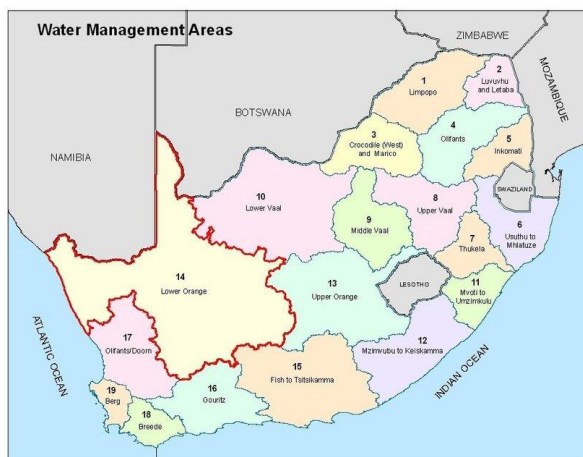 Water Management Areas
ZIMBABWE
MOZAMBIQUE
1
Limpopo
2
Luvuvhu
and Letaba
BOTSWANA
3
Crocodile (West) and Marico
4
Olifants
5
Inkomati
NAMIBIA
SWAZILAND
10
Lower Vaal
8
Upper Vaal
9
Middle Vaal
6
Usuthu to
Mhlatuze
7
Thukela
14
Lower Orange
13
Upper Orange
LESOTHO
11
Mvoti to
Umzimkulu
17
Olifants/Doorn
12
Mzimvubu to Keiskamma
ATLANTIC OCEAN
INDIAN OCEAN
15
Fish to Tsitsikamma
16
Gouritz
19
Berg
18
Breede